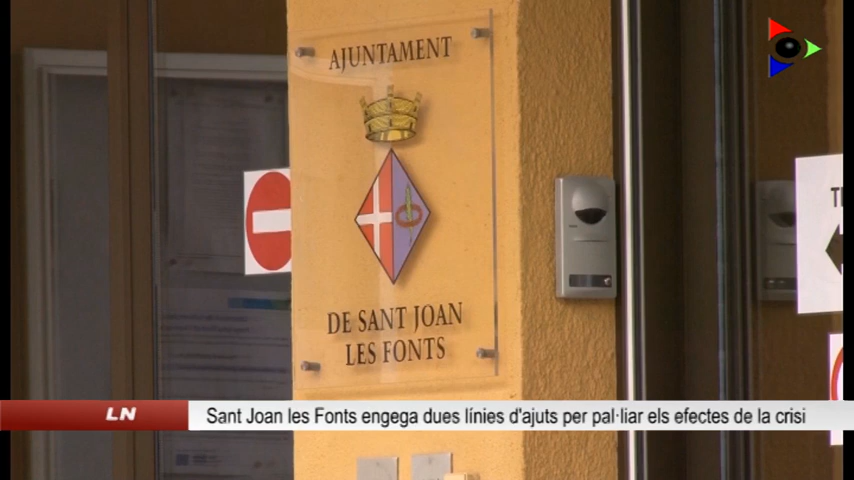 AJUNTAMENT
DE SANT JOAN
LES FONTS
LN
Sant Joan les Fonts engega dues línies d'ajuts per pal·liar els efectes de la crisi